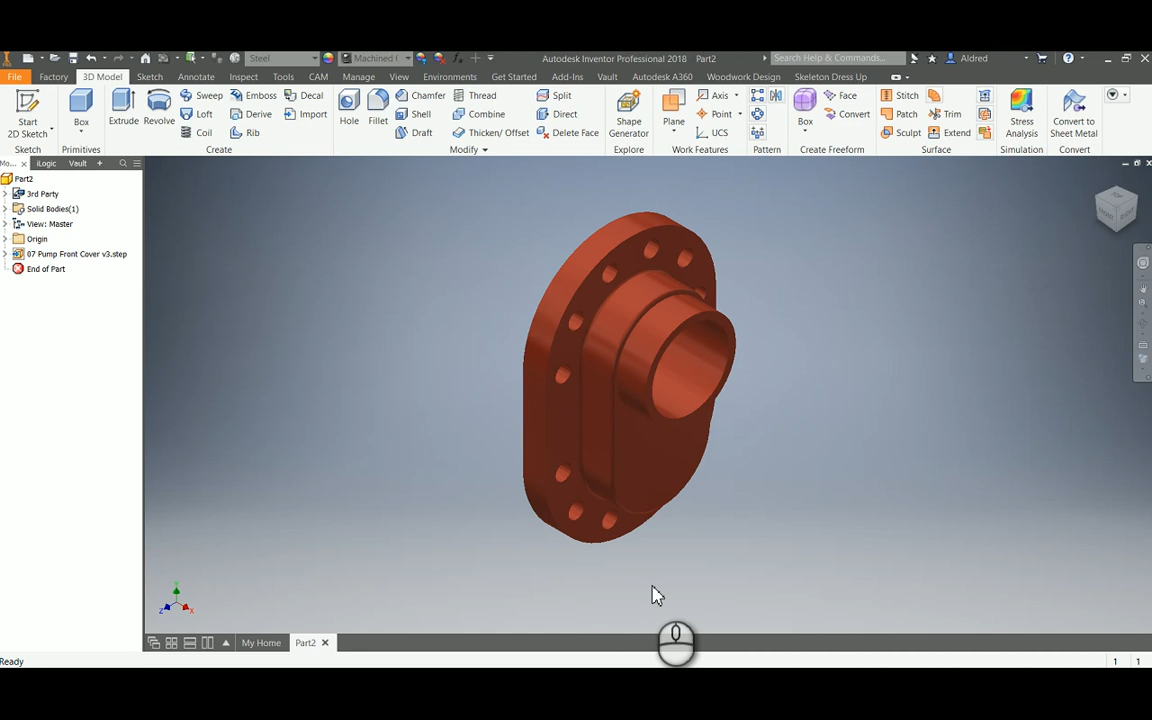 Steel Machined Autodesk Inventor Professional 2018 Part2 Search Help & Commands... Aldred
File Factory 3D Model Sketch Annotate Inspect Tools CAM Manage View Environments Get Started Add-Ins Vault Autodesk A360 Woodwork Design Skeleton Dress Up
Start 2D Sketch Box Extrude Revolve Sweep Emboss Decal Hole Fillet Chamfer Thread Split Shape Generator Plane Axis Box Face Stitch Stress Analysis Convert to Sheet Metal
Loft Derive Import Shell Combine Direct Point Convert Patch Trim
Coil Rib Draft Thicken/ Offset Delete Face UCS Sculpt Extend
Sketch Primitives Create Modify Explore Work Features Pattern Create Freeform Surface Simulation Convert
Mo... iLogic Vault
Part2
3rd Party
Solid Bodies(1)
View: Master
Origin
07 Pump Front Cover v3.step
End of Part
TOP
Y
Z X
My Home Part2
Ready 1 1